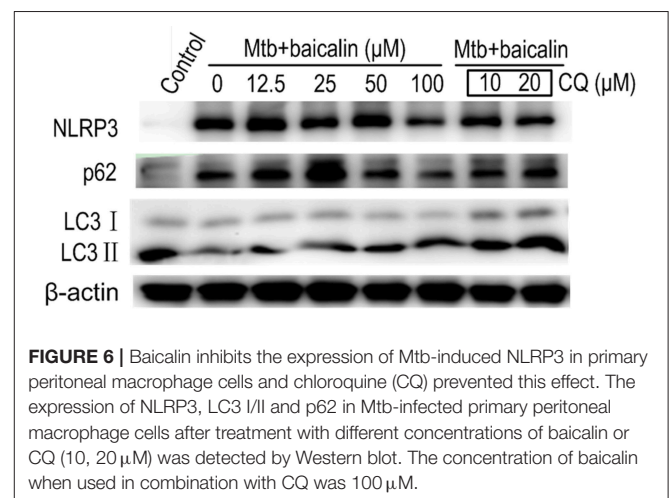 Control
Mtb+baicalin (μM)
Mtb+baicalin
0 12.5 25 50 100 10 20 CQ (μM)
NLRP3
p62
LC3 Ⅰ
LC3 Ⅱ
β-actin
FIGURE 6 | Baicalin inhibits the expression of Mtb-induced NLRP3 in primary
peritoneal macrophage cells and chloroquine (CQ) prevented this effect. The
expression of NLRP3, LC3 I/II and p62 in Mtb-infected primary peritoneal
macrophage cells after treatment with different concentrations of baicalin or
CQ (10, 20 μM) was detected by Western blot. The concentration of baicalin
when used in combination with CQ was 100 μM.